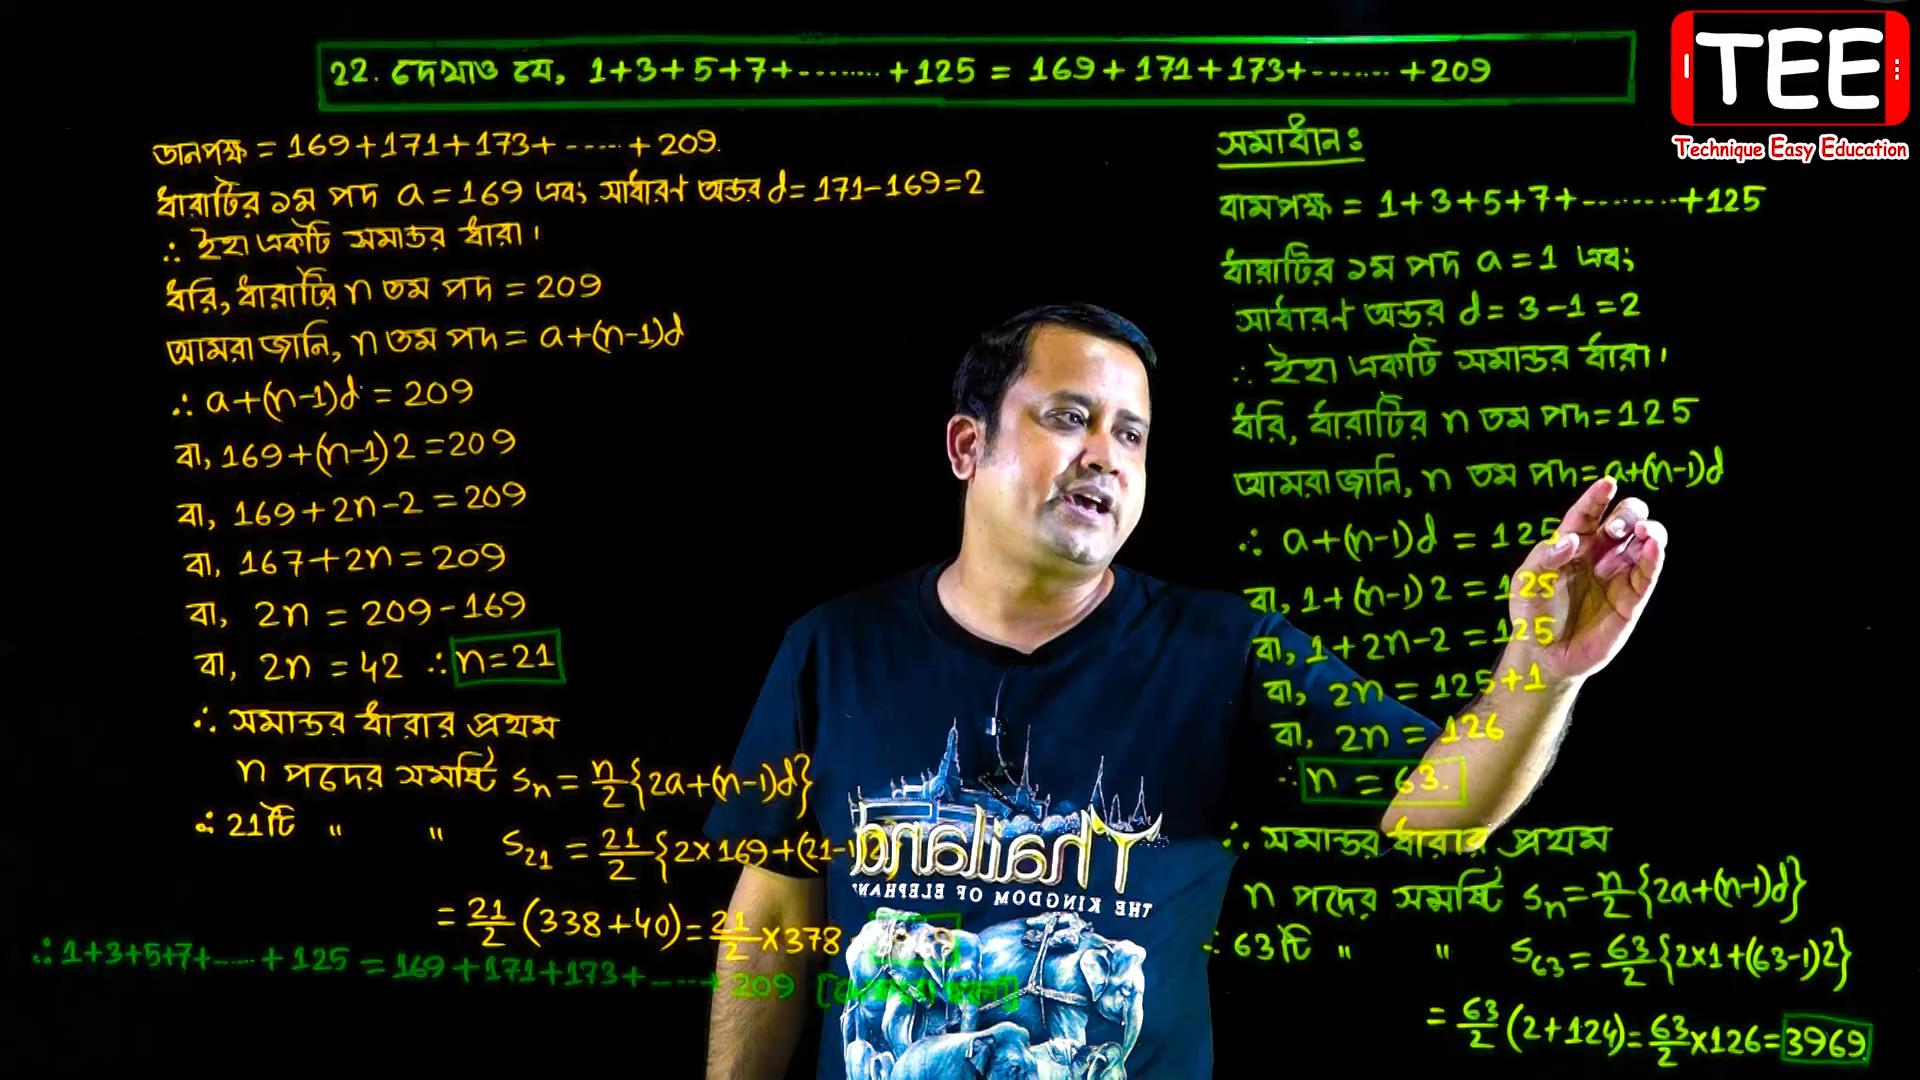 22. দেখাও যে, 1+3+5+7+........+125 = 169+171+173+.......+209
TEE
Technique Easy Education
সমাধানঃ
বামপক্ষ = 1+3+5+7+........+125
ধারাটির ১ম পদ a = 1 এবং
সাধারণ অন্তর d = 3-1 = 2
∴ ইহা একটি সমান্তর ধারা।
ধরি, ধারাটির n তম পদ = 125
আমরা জানি, n তম পদ = a+(n-1)d
∴ a+(n-1)d = 125
বা, 1+(n-1)2 = 125
বা, 1+2n-2 = 125
বা, 2n = 125+1
বা, 2n = 126
∴ n = 63.
∴ সমান্তর ধারার প্রথম
n পদের সমষ্টি Sn = n/2{2a+(n-1)d}
∴ 63টি " " S63 = 63/2{2x1+(63-1)2}
= 63/2(2+124) = 63/2x126 = 3969
ডানপক্ষ = 169+171+173+.....+209.
ধারাটির ১ম পদ a = 169 এবং সাধারণ অন্তর d = 171-169 = 2
∴ ইহা একটি সমান্তর ধারা।
ধরি, ধারাটির n তম পদ = 209
আমরা জানি, n তম পদ = a+(n-1)d
∴ a+(n-1)d = 209
বা, 169+(n-1)2 = 209
বা, 169+2n-2 = 209
বা, 167+2n = 209
বা, 2n = 209-169
বা, 2n = 42 ∴ n=21
∴ সমান্তর ধারার প্রথম
n পদের সমষ্টি Sn = n/2{2a+(n-1)d}
∴ 21টি " " S21 = 21/2{2x169+(21-1)2
= 21/2(338+40) = 21/2x378
∴ 1+3+5+7+.....+125 = 169+171+173+.....+209
Thailand
THE KINGDOM OF ELEPHANT